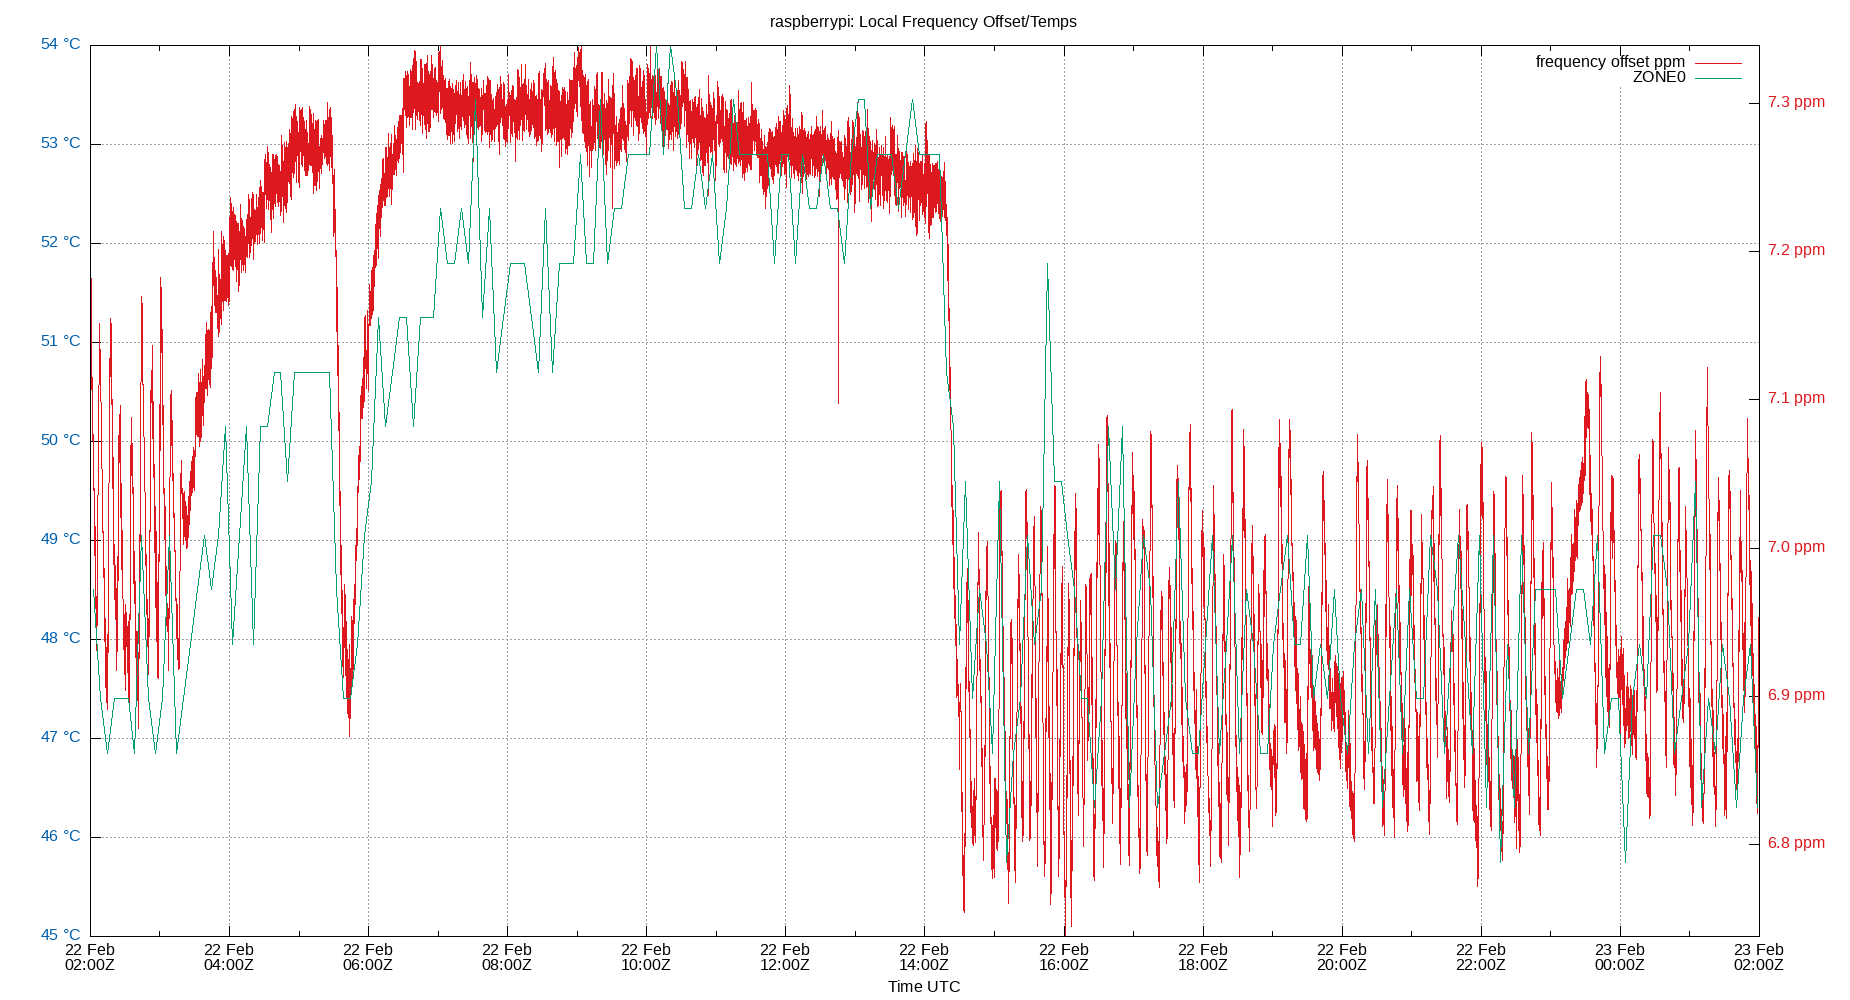 raspberrypi: Local Frequency Offset/Temps
54 °C
53 °C
52 °C
51 °C
50 °C
49 °C
48 °C
47 °C
46 °C
45 °C
frequency offset ppm
ZONE0
7.3 ppm
7.2 ppm
7.1 ppm
7.0 ppm
6.9 ppm
6.8 ppm
22 Feb
02:00Z
22 Feb
04:00Z
22 Feb
06:00Z
22 Feb
08:00Z
22 Feb
10:00Z
22 Feb
12:00Z
22 Feb
14:00Z
22 Feb
16:00Z
22 Feb
18:00Z
22 Feb
20:00Z
22 Feb
22:00Z
23 Feb
00:00Z
23 Feb
02:00Z
Time UTC